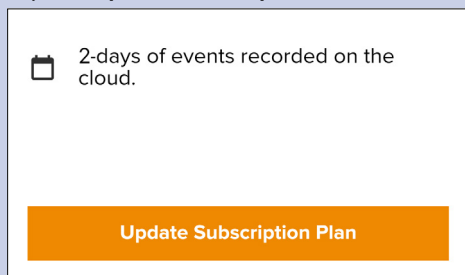 2-days of events recorded on the
cloud.
Update Subscription Plan